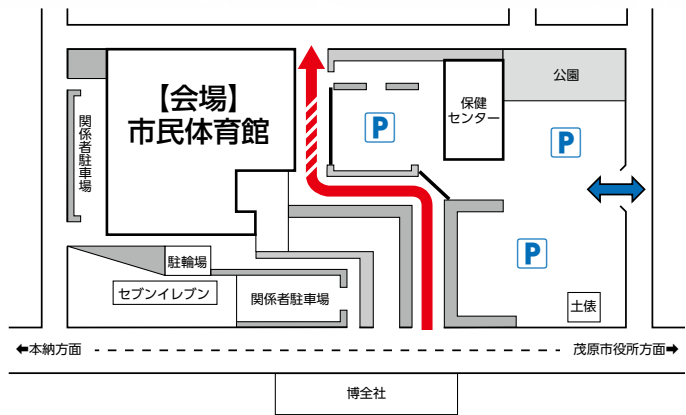 【会場】
市民体育館
関係者駐車場
P
保健
センター
公園
P
P
駐輪場
セブンイレブン
関係者駐車場
土俵
←本納方面
茂原市役所方面→
博全社